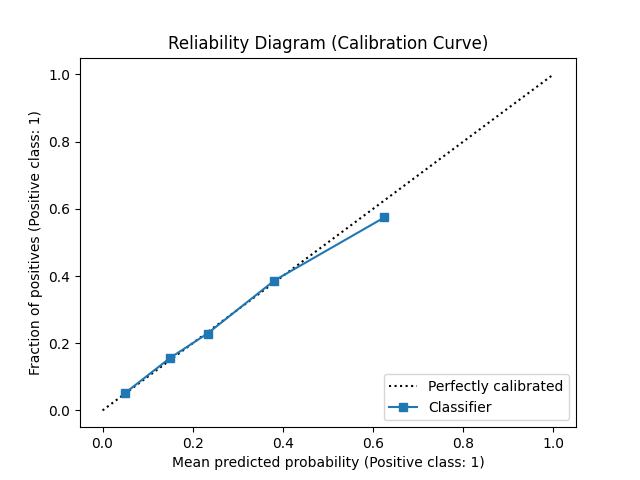 Reliability Diagram (Calibration Curve)
Fraction of positives (Positive class: 1)
1.0
0.8
0.6
0.4
0.2
0.0
0.0 0.2 0.4 0.6 0.8 1.0
Mean predicted probability (Positive class: 1)
Perfectly calibrated
Classifier